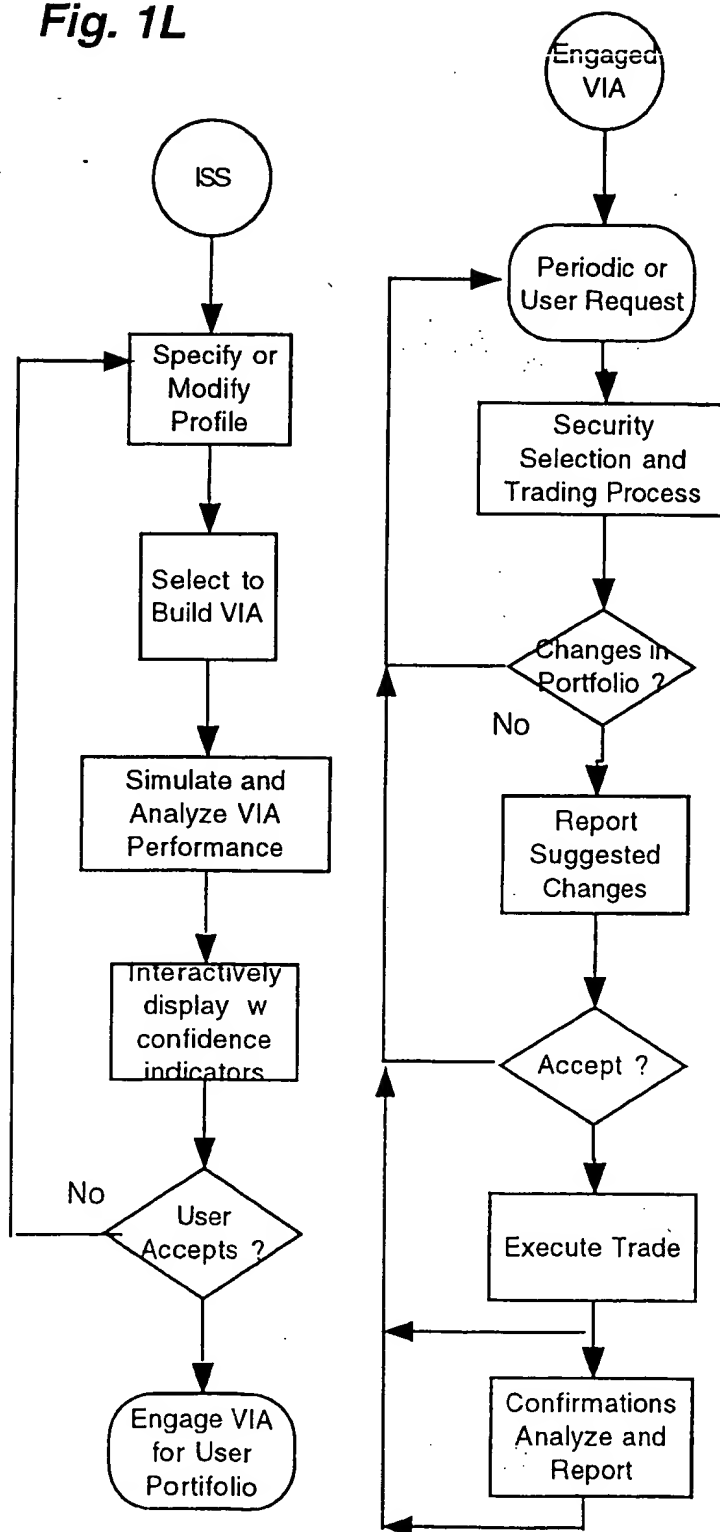 Fig. 1L
ISS
Specify or
Modify
Profile
Select to
Build VIA
Simulate and
Analyze VIA
Performance
Interactively
display w
confidence
indicators
No
User
Accepts ?
Engage VIA
for User
Portifolio
Engaged
VIA
Periodic or
User Request
Security
Selection and
Trading Process
Changes in
Portfolio ?
No
Report
Suggested
Changes
Accept ?
Execute Trade
Confirmations
Analyze and
Report